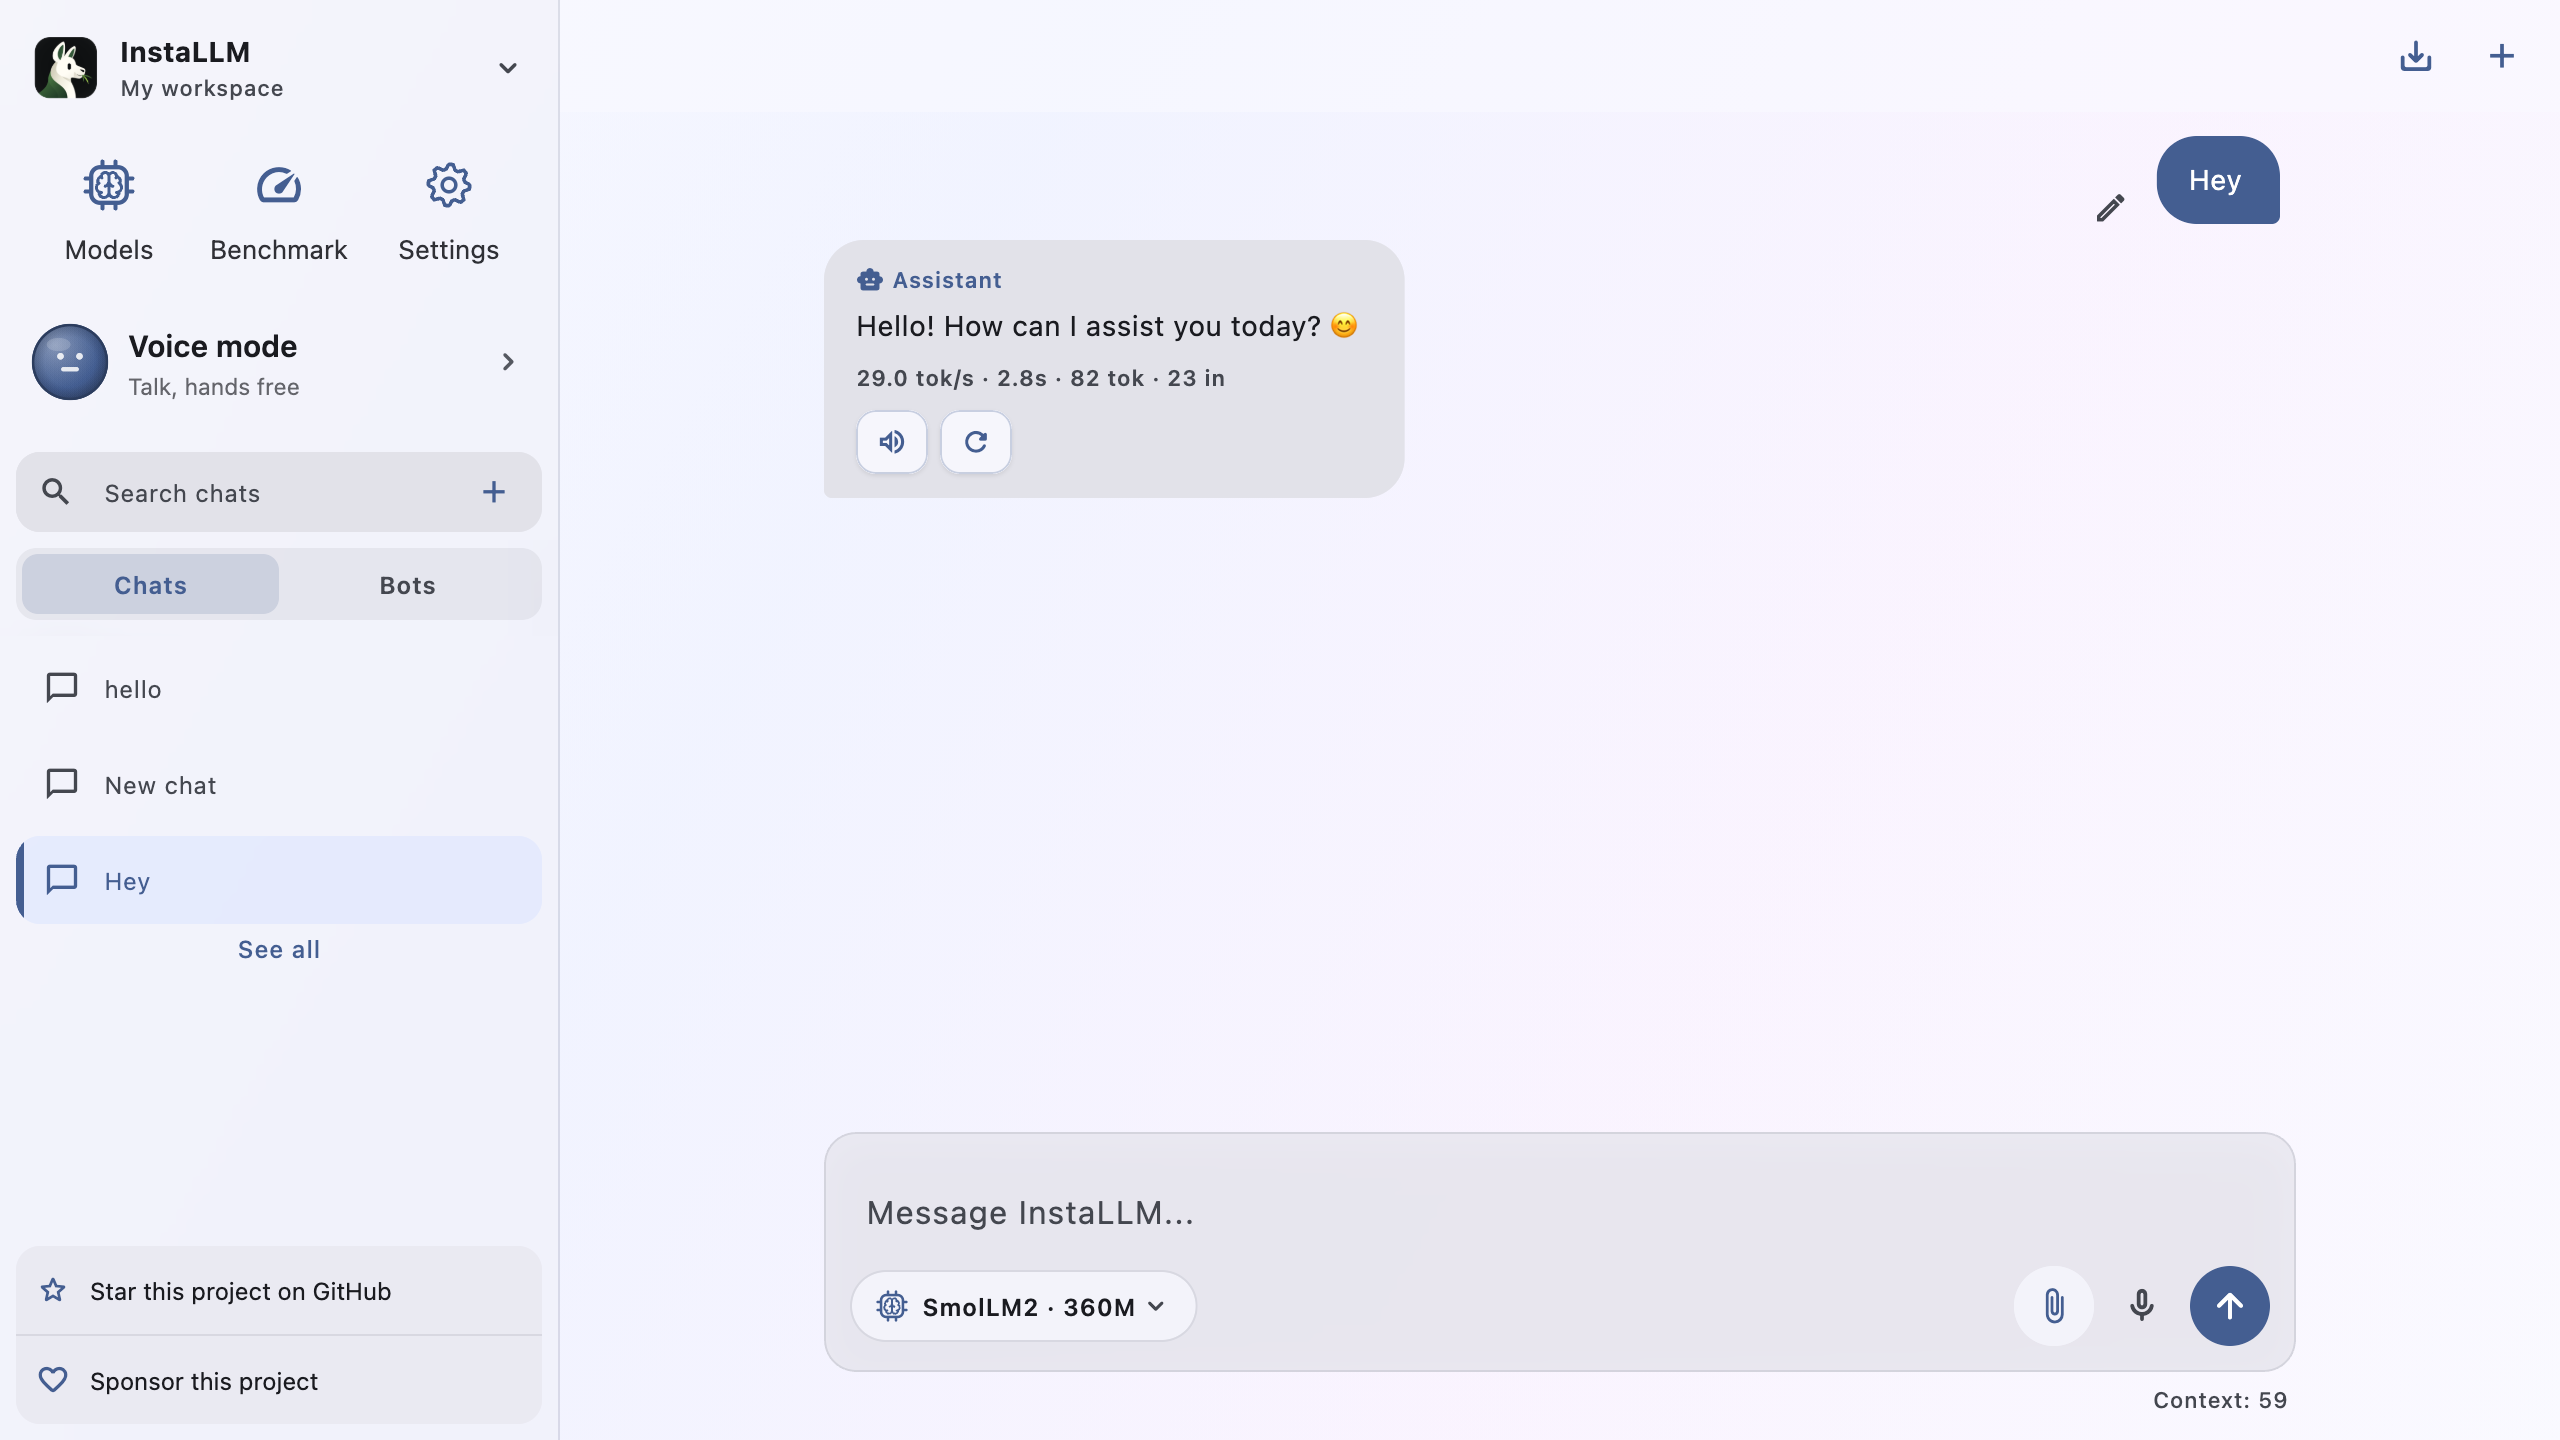 InstaLLM
My workspace
Models
Benchmark
Settings
Voice mode
Talk, hands free
Search chats
Chats
Bots
hello
New chat
Hey
See all
Star this project on GitHub
Sponsor this project
Hey
Assistant
Hello! How can I assist you today? 😊
29.0 tok/s · 2.8s · 82 tok · 23 in
Message InstaLLM...
SmolLM2 · 360M
Context: 59